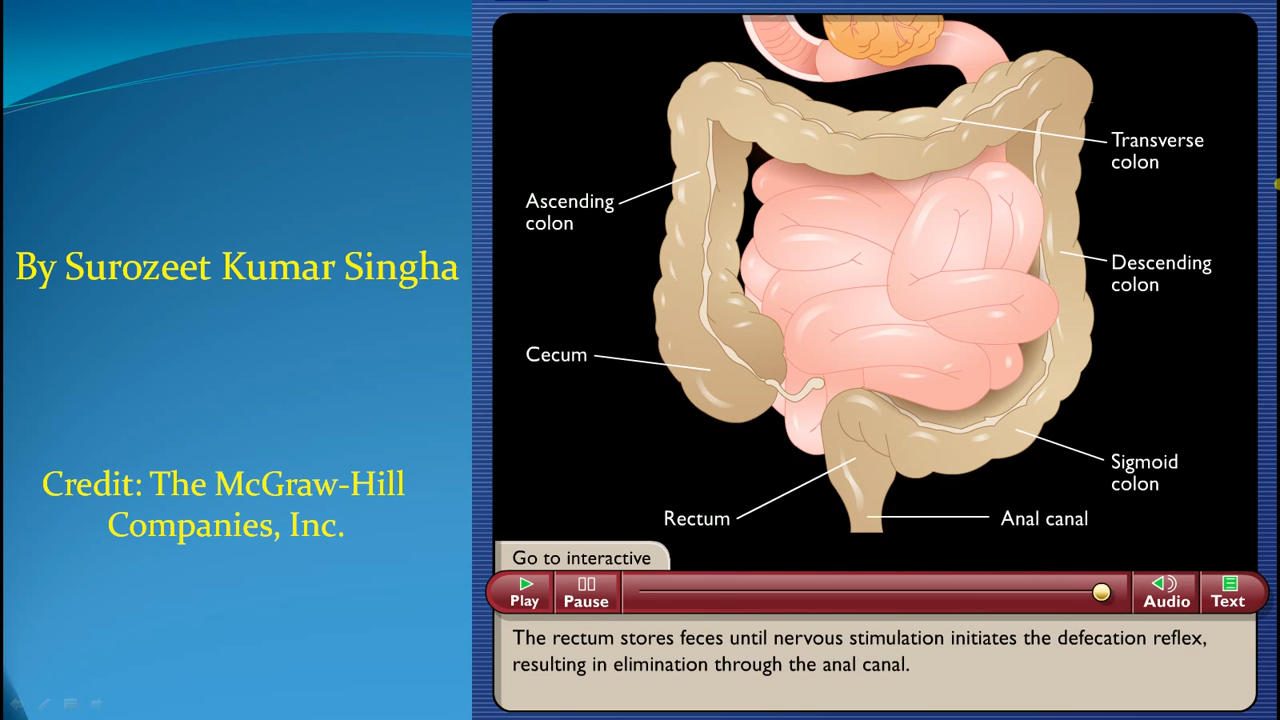 By Surozeet Kumar Singha
Credit: The McGraw-Hill
Companies, Inc.
Transverse
colon
Ascending
colon
Descending
colon
Cecum
Sigmoid
colon
Rectum
Anal canal
Go to interactive
Play
Pause
Audio
Text
The rectum stores feces until nervous stimulation initiates the defecation reflex,
resulting in elimination through the anal canal.